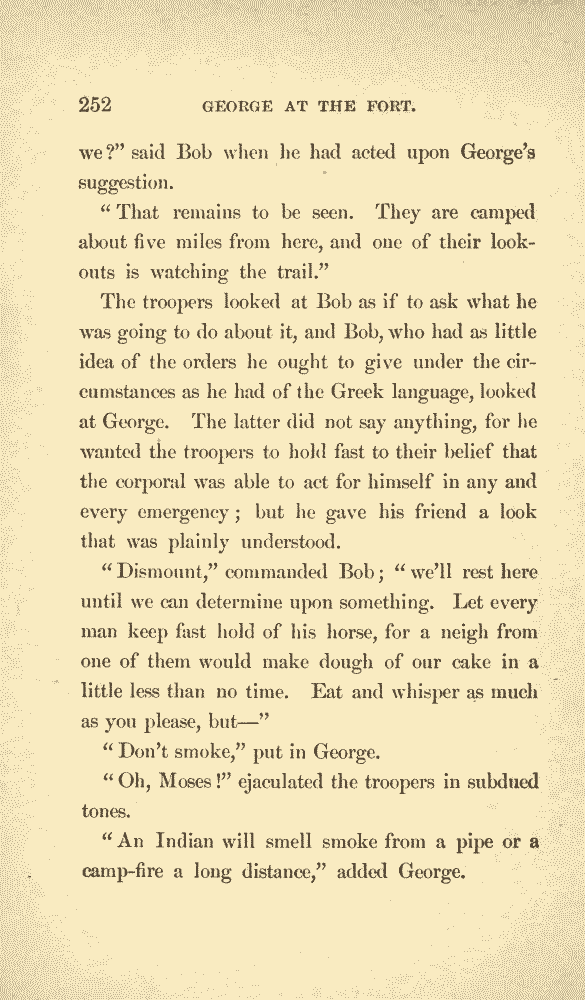 252 GEORGE AT THE FORT.
we?” said Bob when he had acted upon George’s
suggestion.
“That remains to be seen. They are camped
about five miles from here, and one of their look-
outs is watching the trail.”
The troopers looked at Bob as if to ask what he
was going to do about it, and Bob, who had as little
idea of the orders he ought to give under the cir-
cumstances as he had of the Greek language, looked
at George. The latter did not say anything, for he
wanted the troopers to hold fast to their belief that
the corporal was able to act for himself in any and
every emergency; but he gave his friend a look
that was plainly understood.
“Dismount,” commanded Bob; “we’ll rest here
until we can determine upon something. Let every
man keep fast hold of his horse, for a neigh from
one of them would make dough of our cake in a
little less than no time. Eat and whisper as much
as you please, but—”
“Don’t smoke,” put in George.
“Oh, Moses!” ejaculated the troopers in subdued
tones.
“An Indian will smell smoke from a pipe or a
camp-fire a long distance,” added George.